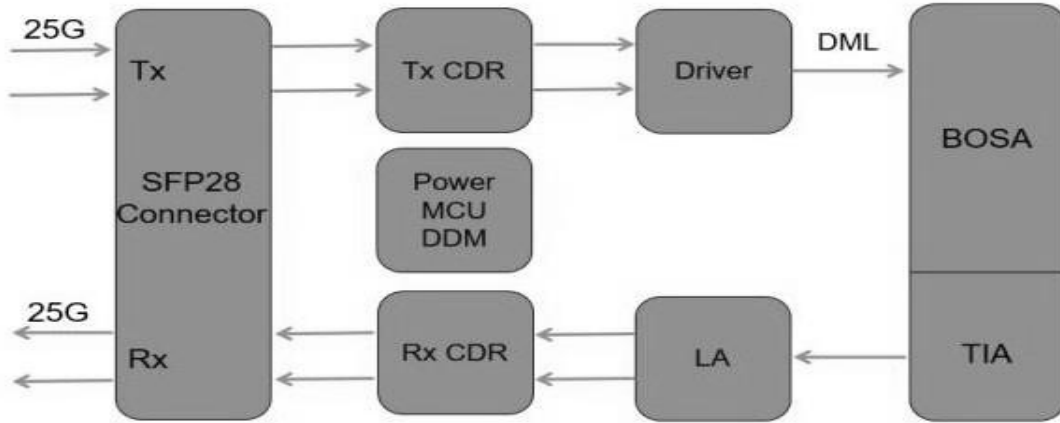 25G
Tx
Tx CDR
Driver
DML
BOSA
SFP28
Connector
Power
MCU
DDM
25G
Rx
Rx CDR
LA
TIA